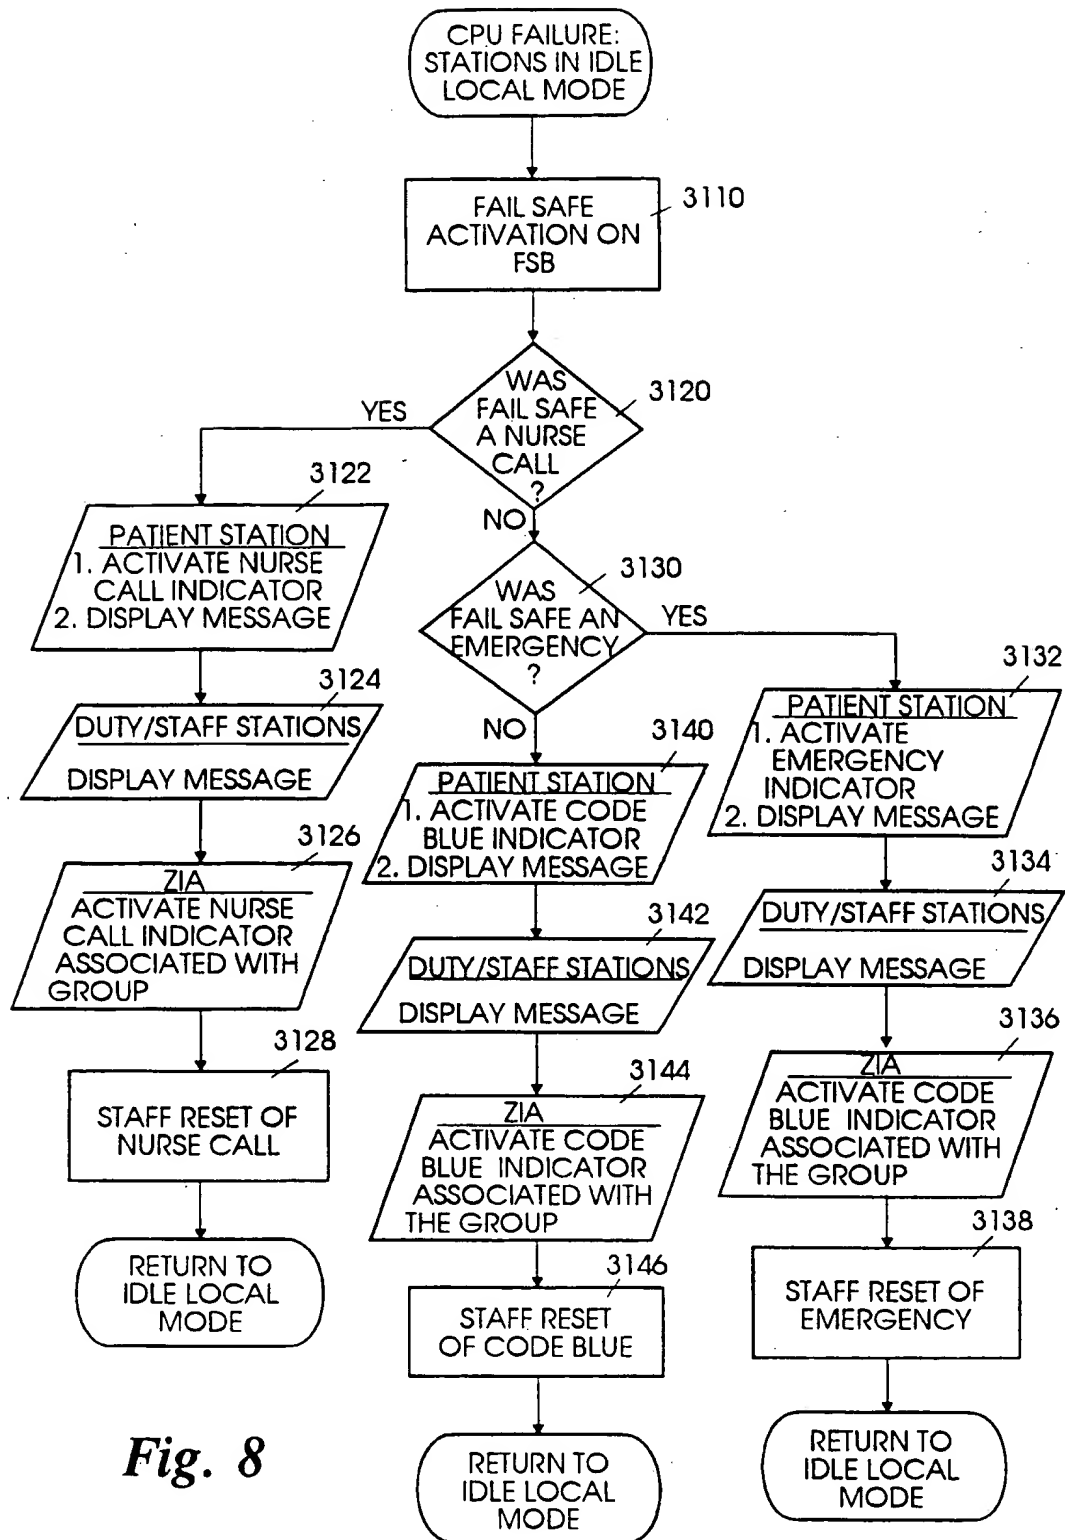 CPU FAILURE:
STATIONS IN IDLE
LOCAL MODE
3110
FAIL SAFE
ACTIVATION ON
FSB
3120
WAS
FAIL SAFE
A NURSE
CALL
?
YES
NO
3122
PATIENT STATION
1. ACTIVATE NURSE
CALL INDICATOR
2. DISPLAY MESSAGE
3124
DUTY/STAFF STATIONS
DISPLAY MESSAGE
3126
ZIA
ACTIVATE NURSE
CALL INDICATOR
ASSOCIATED WITH
GROUP
3128
STAFF RESET OF
NURSE CALL
RETURN TO
IDLE LOCAL
MODE
3130
WAS
FAIL SAFE AN
EMERGENCY
?
YES
NO
3140
PATIENT STATION
1. ACTIVATE CODE
BLUE INDICATOR
2. DISPLAY MESSAGE
3142
DUTY/STAFF STATIONS
DISPLAY MESSAGE
3144
ZIA
ACTIVATE CODE
BLUE INDICATOR
ASSOCIATED WITH
THE GROUP
3146
STAFF RESET
OF CODE BLUE
RETURN TO
IDLE LOCAL
MODE
3132
PATIENT STATION
1. ACTIVATE
EMERGENCY
INDICATOR
2. DISPLAY MESSAGE
3134
DUTY/STAFF STATIONS
DISPLAY MESSAGE
3136
ZIA
ACTIVATE CODE
BLUE INDICATOR
ASSOCIATED WITH
THE GROUP
3138
STAFF RESET OF
EMERGENCY
RETURN TO
IDLE LOCAL
MODE
Fig. 8